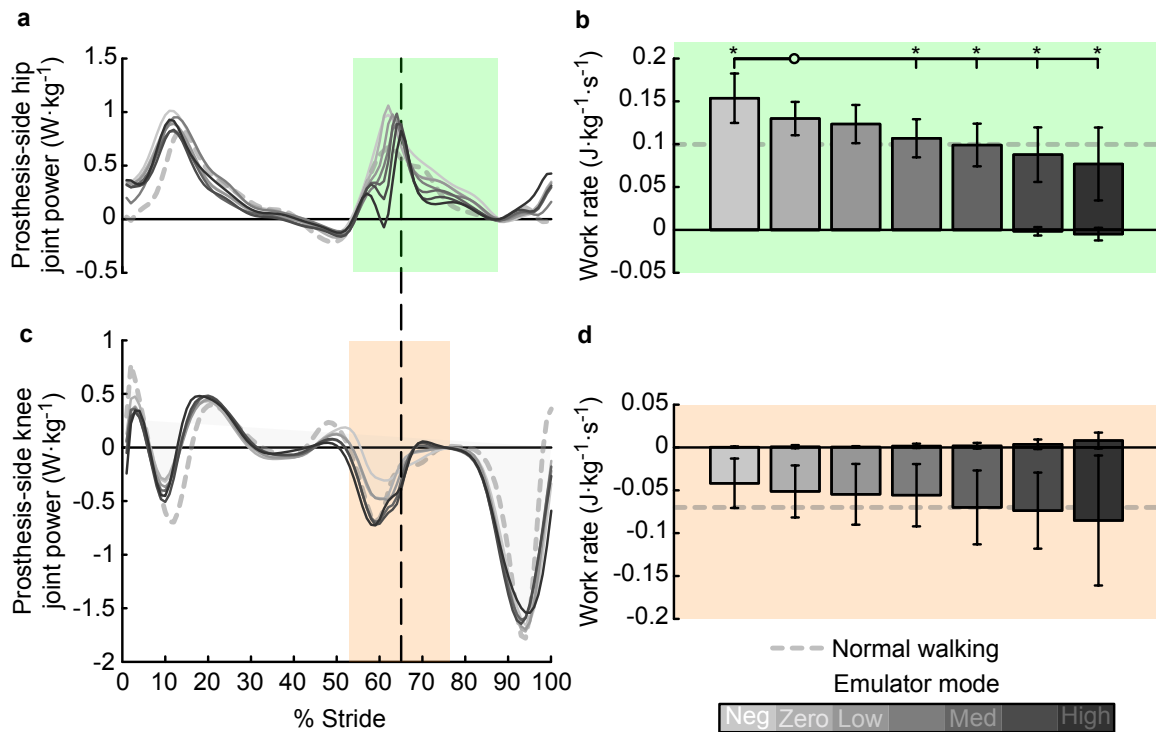 a
Prosthesis-side hip
joint power (W·kg⁻¹)
1.5
1
0.5
0
-0.5
b
Work rate (J·kg⁻¹·s⁻¹)
0.2
0.15
0.1
0.05
0
-0.05
* * * * *
c
Prosthesis-side knee
joint power (W·kg⁻¹)
1
0.5
0
-0.5
-1
-1.5
-2
0 10 20 30 40 50 60 70 80 90 100
% Stride
d
Work rate (J·kg⁻¹·s⁻¹)
0.05
0
-0.05
-0.1
-0.15
-0.2
Normal walking
Emulator mode
Neg Zero Low Med High